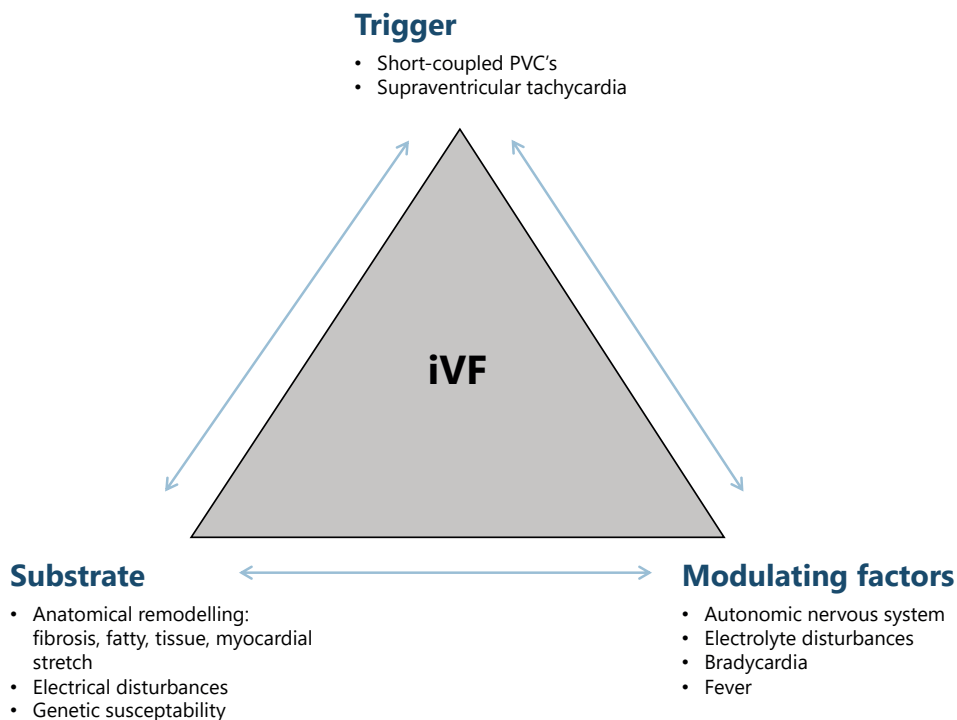 Trigger
• Short-coupled PVC’s
• Supraventricular tachycardia
iVF
Substrate
• Anatomical remodelling:
fibrosis, fatty, tissue, myocardial
stretch
• Electrical disturbances
• Genetic susceptability
Modulating factors
• Autonomic nervous system
• Electrolyte disturbances
• Bradycardia
• Fever